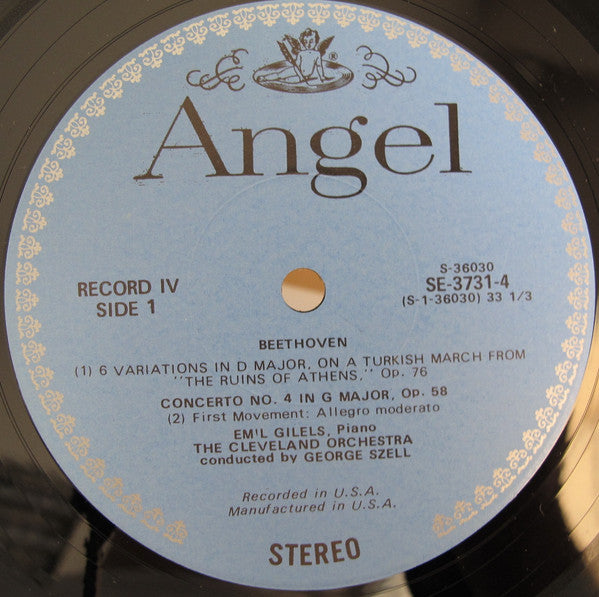 ®
Angel
RECORD IV
SIDE 1
S-36030
SE-3731-4
(S-1-36030) 33 1/3
BEETHOVEN
(1) 6 VARIATIONS IN D MAJOR, ON A TURKISH MARCH FROM
"THE RUINS OF ATHENS," Op. 76
CONCERTO NO. 4 IN G MAJOR, Op. 58
(2) First Movement: Allegro moderato
EM'L GILELS, Piano
THE CLEVELAND ORCHESTRA
conducted by GEORGE SZELL
Recorded in U.S.A.
Manufactured in U.S.A.
STEREO